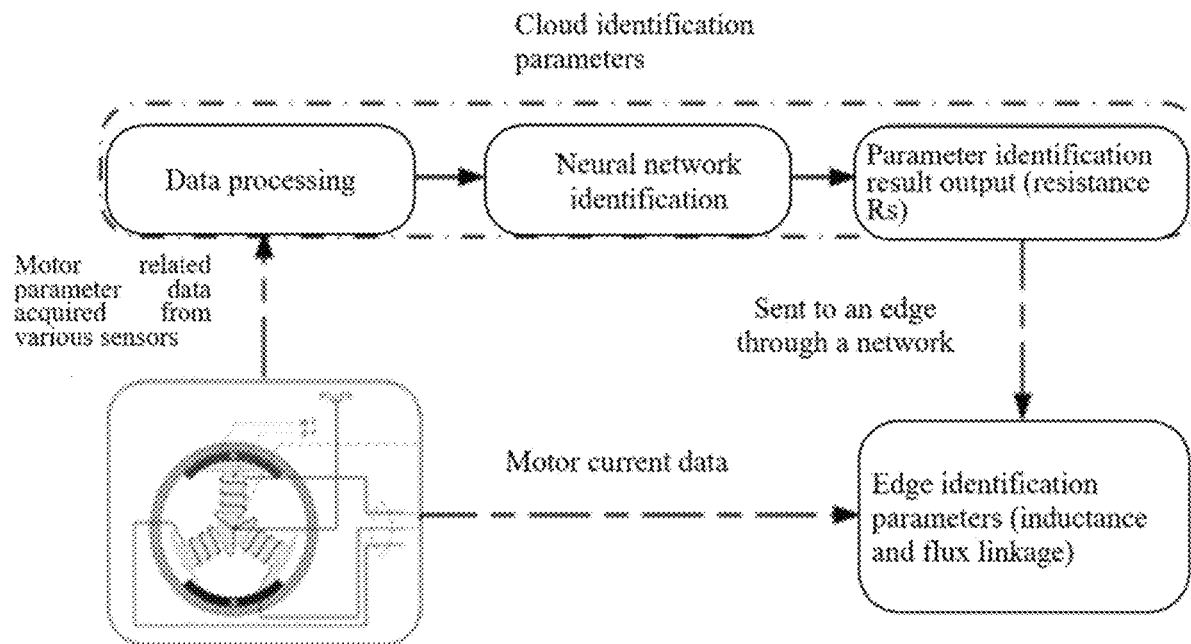 Cloud identification
parameters
Data processing
Neural network
identification
Parameter identification
result output (resistance
Rs)
Motor related
parameter data
acquired from
various sensors
Sent to an edge
through a network
Motor current data
Edge identification
parameters (inductance
and flux linkage)